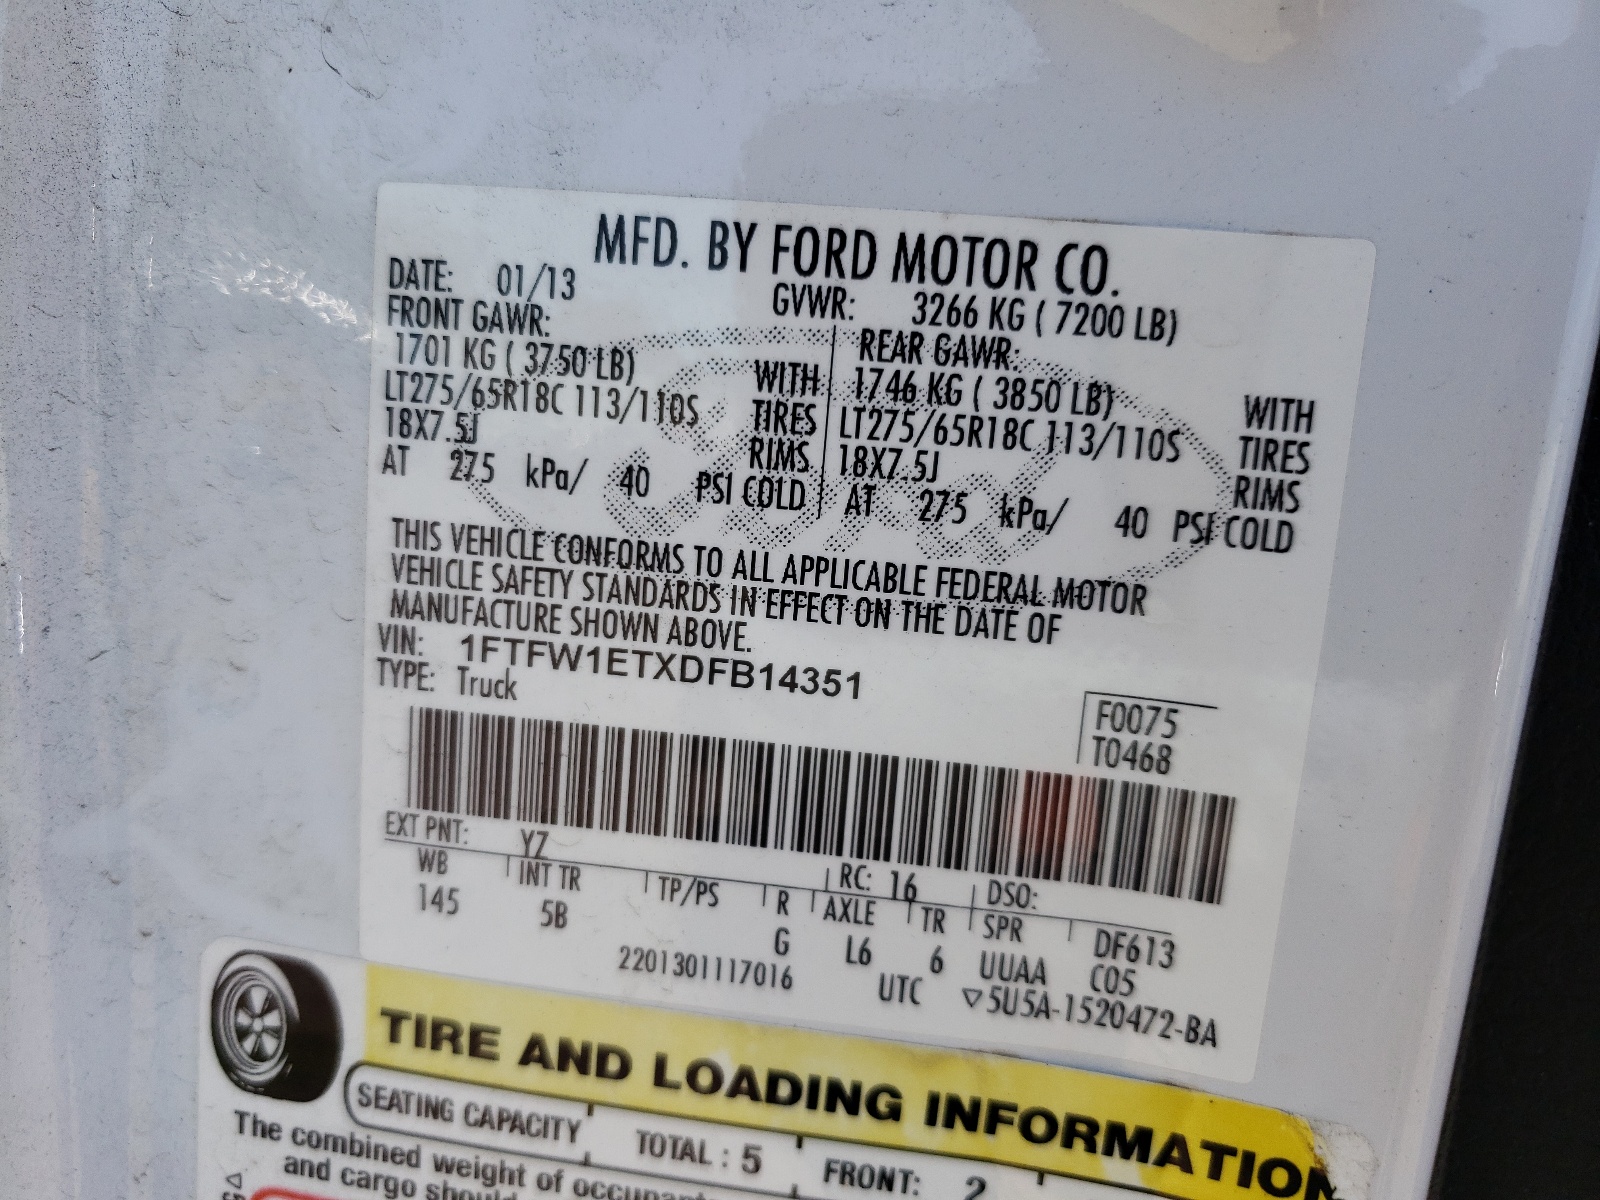 MFD. BY FORD MOTOR CO.
DATE: 01/13 GVWR: 3266 KG ( 7200 LB)
FRONT GAWR: REAR GAWR:
1701 KG ( 3750 LB) WITH 1746 KG ( 3850 LB) WITH
LT275/65R18C 113/110S TIRES LT275/65R18C 113/110S TIRES
18X7.5J RIMS 18X7.5J RIMS
AT 275 kPa/ 40 PSI COLD AT 275 kPa/ 40 PSI COLD
THIS VEHICLE CONFORMS TO ALL APPLICABLE FEDERAL MOTOR
VEHICLE SAFETY STANDARDS IN EFFECT ON THE DATE OF
MANUFACTURE SHOWN ABOVE.
VIN: 1FTFW1ETXDFB14351
TYPE: Truck
F0075
T0468
EXT PNT: YZ RC: 16 DSO:
WB INT TR TP/PS R AXLE TR SPR DF613
145 5B G L6 6 UUAA C05
2201301117016 UTC ▽5U5A-1520472-BA
TIRE AND LOADING INFORMATION
SEATING CAPACITY TOTAL : 5 FRONT: 2
The combined weight of
and cargo